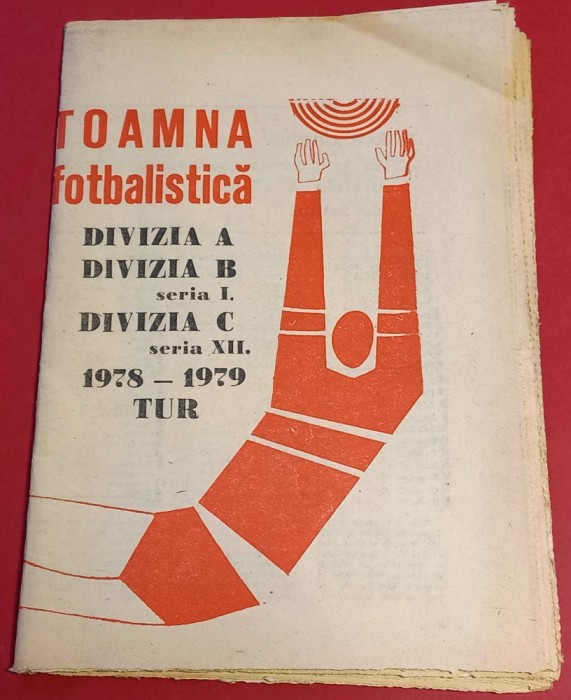 TOAMNA
fotbalistică
DIVIZIA A
DIVIZIA B
seria I.
DIVIZIA C
seria XII.
1978 – 1979
TUR